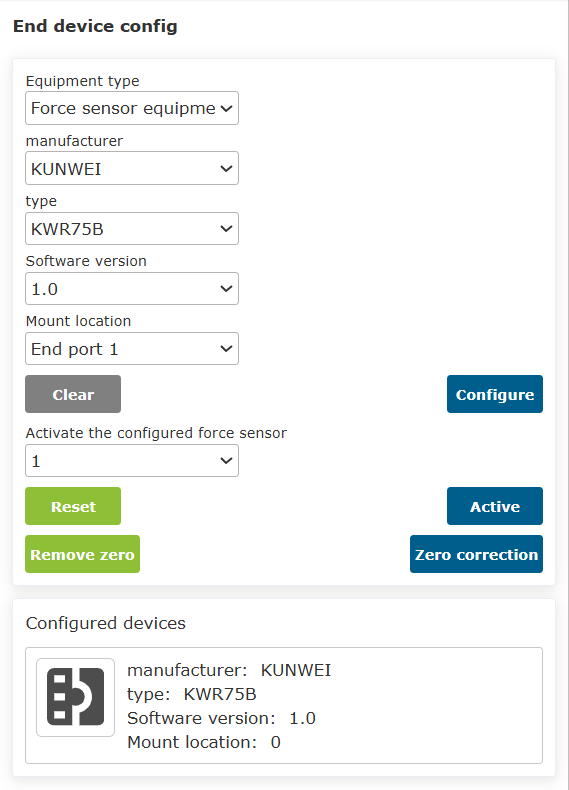 End device config
Equipment type
Force sensor equipme
manufacturer
KUNWEI
type
KWR75B
Software version
1.0
Mount location
End port 1
Clear
Configure
Activate the configured force sensor
1
Reset
Active
Remove zero
Zero correction
Configured devices
manufacturer: KUNWEI
type: KWR75B
Software version: 1.0
Mount location: 0